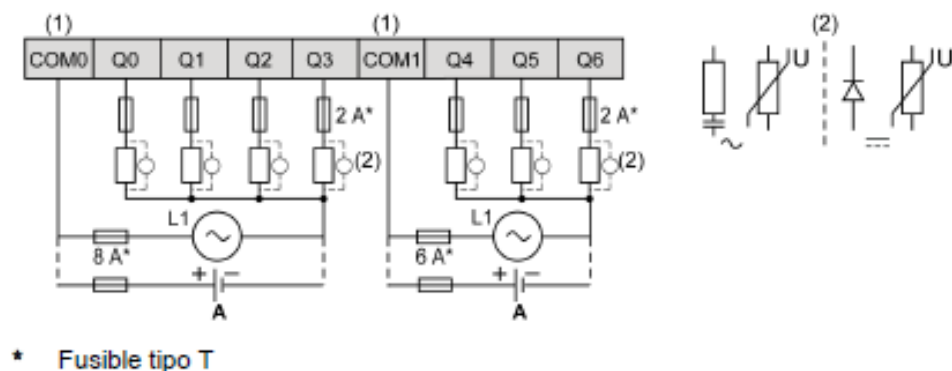 (1) (1) (2)
COM0 Q0 Q1 Q2 Q3 COM1 Q4 Q5 Q6
U U
2 A* 2 A*
(2) (2)
L1 L1
8 A* 6 A*
+ − + −
A A
* Fusible tipo T